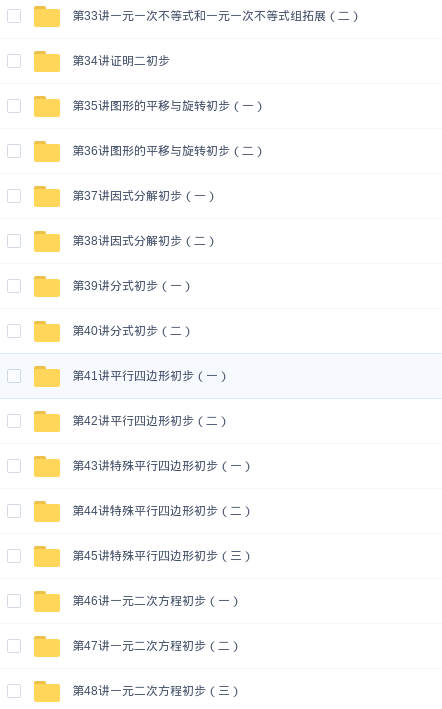 第33讲一元一次不等式和一元一次不等式组拓展（二）
第34讲证明二初步
第35讲图形的平移与旋转初步（一）
第36讲图形的平移与旋转初步（二）
第37讲因式分解初步（一）
第38讲因式分解初步（二）
第39讲分式初步（一）
第40讲分式初步（二）
第41讲平行四边形初步（一）
第42讲平行四边形初步（二）
第43讲特殊平行四边形初步（一）
第44讲特殊平行四边形初步（二）
第45讲特殊平行四边形初步（三）
第46讲一元二次方程初步（一）
第47讲一元二次方程初步（二）
第48讲一元二次方程初步（三）